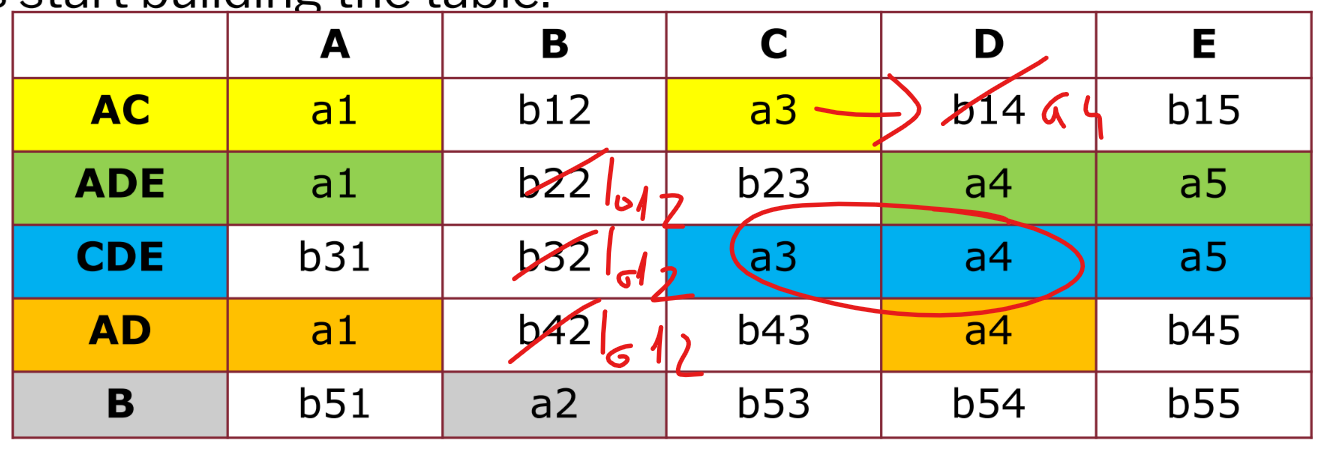 s start building the table.
A B C D E
AC a1 b12 a3 b14 a4 b15
ADE a1 b22 b12 b23 a4 a5
CDE b31 b32 b12 a3 a4 a5
AD a1 b42 b12 b43 a4 b45
B b51 a2 b53 b54 b55